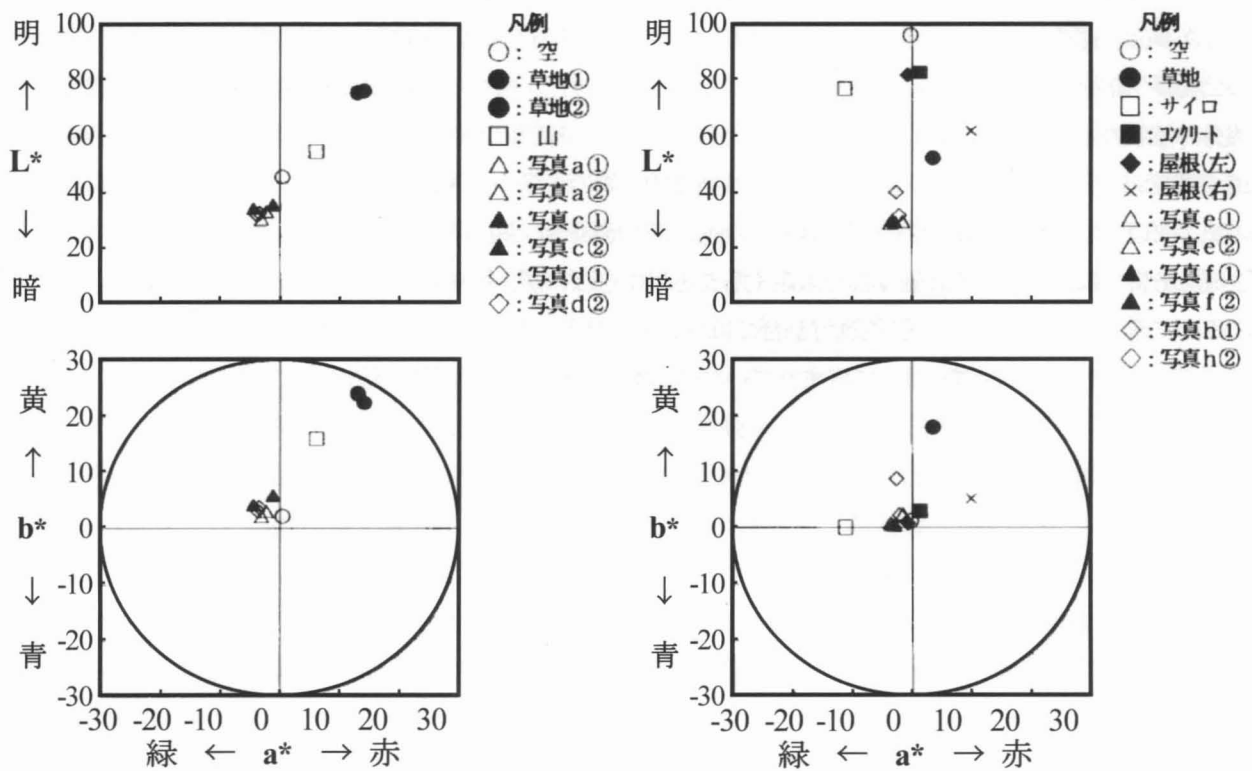 明
↑
L*
↓
暗
100
80
60
40
20
0
凡例
○: 空
●: 草地①
●: 草地②
□: 山
△: 写真a①
△: 写真a②
▲: 写真c①
▲: 写真c②
◇: 写真d①
◇: 写真d②
黄
↑
b*
↓
青
30
20
10
0
-10
-20
-30
-30 -20 -10 0 10 20 30
緑 ← a* → 赤
明
↑
L*
↓
暗
100
80
60
40
20
0
凡例
○: 空
●: 草地
□: サイロ
■: コンクリート
◆: 屋根(左)
×: 屋根(右)
△: 写真e①
△: 写真e②
▲: 写真f①
▲: 写真f②
◇: 写真h①
◇: 写真h②
黄
↑
b*
↓
青
30
20
10
0
-10
-20
-30
-30 -20 -10 0 10 20 30
緑 ← a* → 赤